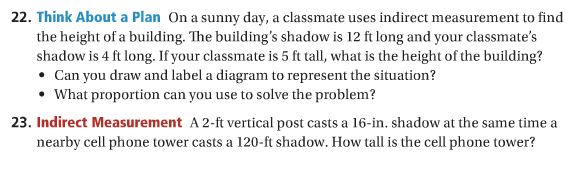 22. Think About a Plan On a sunny day, a classmate uses indirect measurement to find
the height of a building. The building's shadow is 12 ft long and your classmate's
shadow is 4 ft long. If your classmate is 5 ft tall, what is the height of the building?
• Can you draw and label a diagram to represent the situation?
• What proportion can you use to solve the problem?
23. Indirect Measurement A 2-ft vertical post casts a 16-in. shadow at the same time a
nearby cell phone tower casts a 120-ft shadow. How tall is the cell phone tower?